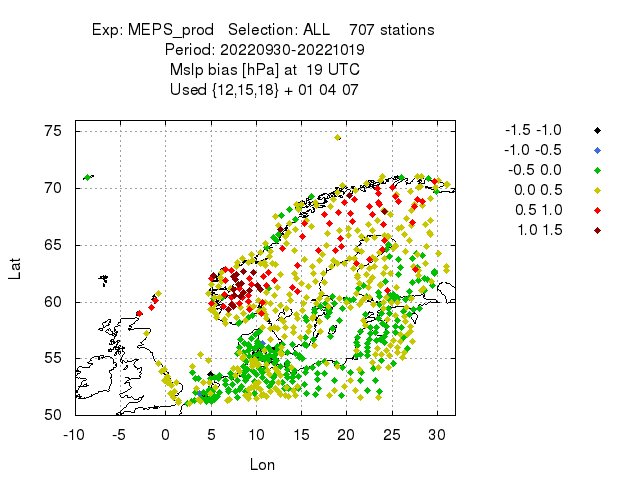 Exp: MEPS_prod   Selection: ALL    707 stations
Period: 20220930-20221019
Mslp bias [hPa] at  19 UTC
Used {12,15,18} + 01 04 07
-1.5 -1.0
-1.0 -0.5
-0.5 0.0
0.0 0.5
0.5 1.0
1.0 1.5
75
70
65
60
55
50
Lat
-10 -5 0 5 10 15 20 25 30
Lon